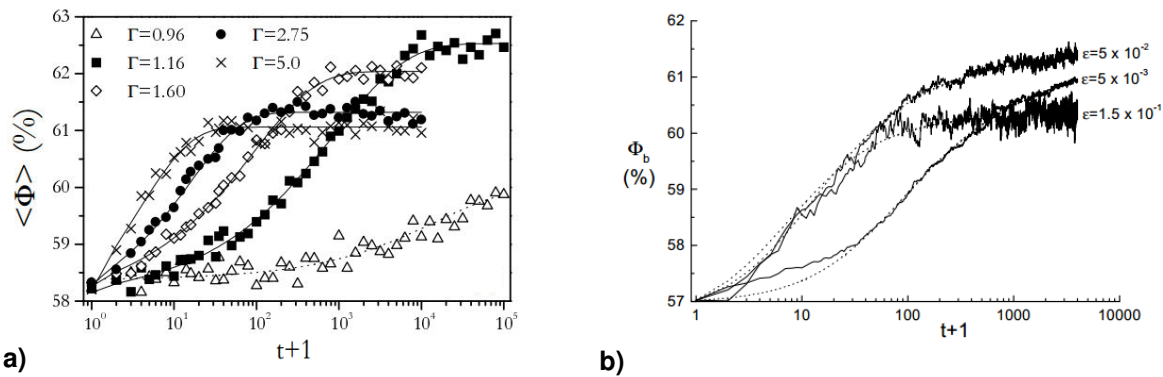 63
62
61
60
59
58
<Φ> (%)
Γ=0.96
Γ=2.75
Γ=1.16
Γ=5.0
Γ=1.60
10⁰ 10¹ 10² 10³ 10⁴ 10⁵
t+1
a)
62
61
60
59
58
57
Φb
(%)
ε=5 x 10⁻²
ε=5 x 10⁻³
ε=1.5 x 10⁻¹
1 10 100 1000 10000
t+1
b)